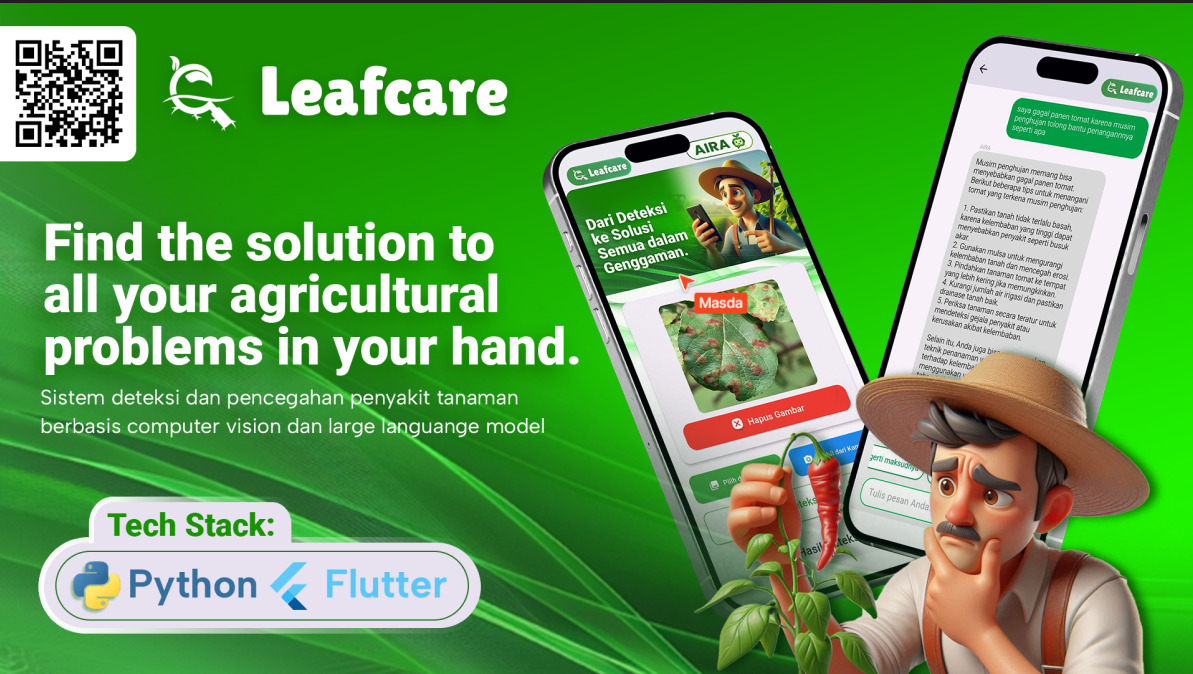 Leafcare
Find the solution to
all your agricultural
problems in your hand.
Sistem deteksi dan pencegahan penyakit tanaman
berbasis computer vision dan large languange model
Tech Stack:
Python Flutter
Leafcare
AIRA
Dari Deteksi
ke Solusi
Semua dalam
Genggaman.
Masda
Hapus Gambar
Leafcare
saya gagal panen tomat karena musim
penghujan tolong bantu penangannnya
seperti apa
AIRA
Musim penghujan memang bisa
menyebabkan gagal panen tomat.
Berikut beberapa tips untuk menangani
tomat yang terkena musim penghujan:
1. Pastikan tanah tidak terlalu basah,
karena kelembaban yang tinggi dapat
menyebabkan penyakit seperti busuk
akar.
2. Gunakan mulsa untuk mengurangi
kelembaban tanah dan mencegah erosi.
3. Pindahkan tanaman tomat ke tempat
yang lebih kering jika memungkinkan.
4. Kurangi jumlah air irigasi dan pastikan
drainase tanah baik.
5. Periksa tanaman secara teratur untuk
mendeteksi gejala penyakit atau
kerusakan akibat kelembaban.
Selain itu, Anda juga
teknik penanaman
terhadap
menggunakan
Tulis pesan Anda